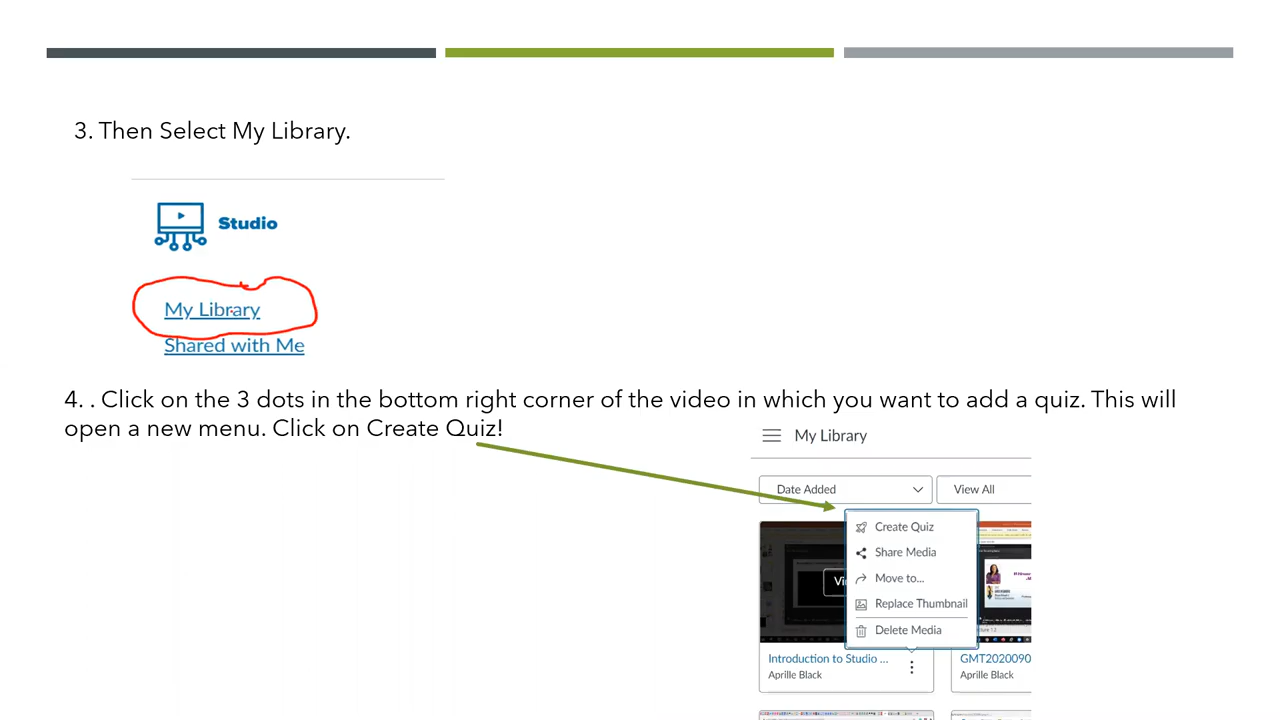 3. Then Select My Library.
Studio
My Library
Shared with Me
4. . Click on the 3 dots in the bottom right corner of the video in which you want to add a quiz. This will
open a new menu. Click on Create Quiz!
My Library
Date Added
View All
Create Quiz
Share Media
Move to...
Replace Thumbnail
Delete Media
Introduction to Studio ...
Aprille Black
GMT2020090
Aprille Black